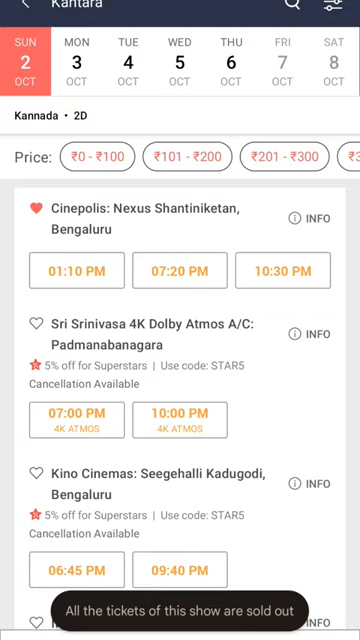 Kantara
SUN MON TUE WED THU FRI SAT
2 3 4 5 6 7 8
OCT OCT OCT OCT OCT OCT OCT
Kannada • 2D
Price: ₹0 - ₹100 ₹101 - ₹200 ₹201 - ₹300
Cinepolis: Nexus Shantiniketan,
Bengaluru
INFO
01:10 PM 07:20 PM 10:30 PM
Sri Srinivasa 4K Dolby Atmos A/C:
Padmanabanagara
INFO
5% off for Superstars | Use code: STAR5
Cancellation Available
07:00 PM 10:00 PM
4K ATMOS 4K ATMOS
Kino Cinemas: Seegehalli Kadugodi,
Bengaluru
INFO
5% off for Superstars | Use code: STAR5
Cancellation Available
06:45 PM 09:40 PM
All the tickets of this show are sold out